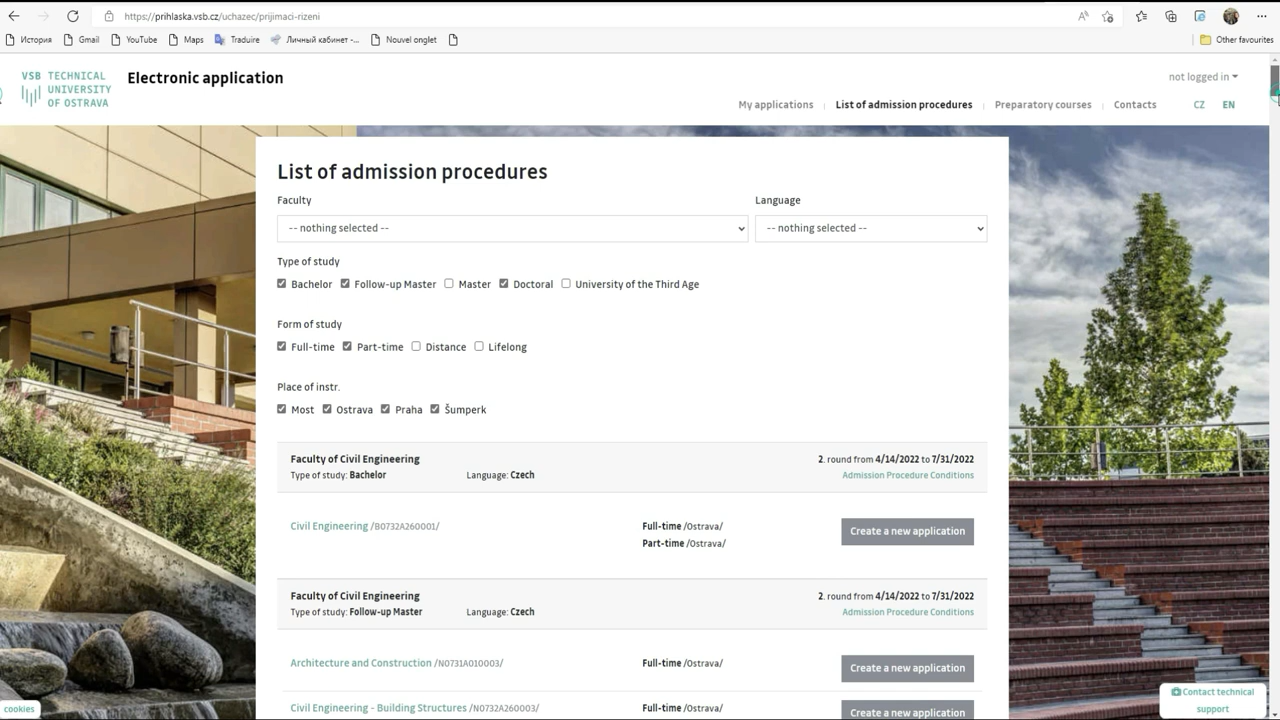 https://prihlaska.vsb.cz/uchazec/prijimaci-rizeni
История Gmail YouTube Maps Traduire Личный кабинет -... Nouvel onglet Other favourites
VSB TECHNICAL
UNIVERSITY
OF OSTRAVA
Electronic application
not logged in
My applications List of admission procedures Preparatory courses Contacts CZ EN
List of admission procedures
Faculty Language
-- nothing selected -- -- nothing selected --
Type of study
Bachelor Follow-up Master Master Doctoral University of the Third Age
Form of study
Full-time Part-time Distance Lifelong
Place of instr.
Most Ostrava Praha Šumperk
Faculty of Civil Engineering 2. round from 4/14/2022 to 7/31/2022
Type of study: Bachelor Language: Czech Admission Procedure Conditions
Civil Engineering /B0732A260001/ Full-time /Ostrava/ Create a new application
Part-time /Ostrava/
Faculty of Civil Engineering 2. round from 4/14/2022 to 7/31/2022
Type of study: Follow-up Master Language: Czech Admission Procedure Conditions
Architecture and Construction /N0731A010003/ Full-time /Ostrava/ Create a new application
Civil Engineering - Building Structures /N0732A260003/ Full-time /Ostrava/ Create a new application
cookies
Contact technical
support